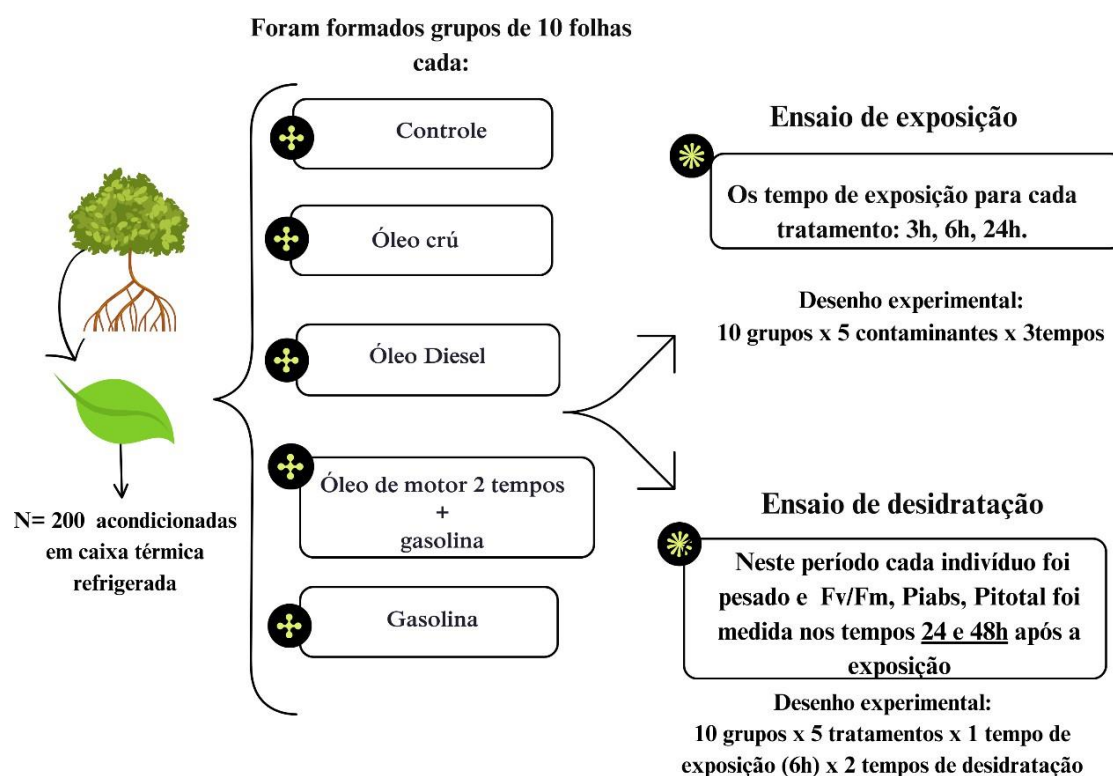 Foram formados grupos de 10 folhas
cada:
Controle
Óleo crú
Óleo Diesel
Óleo de motor 2 tempos
+
gasolina
Gasolina
N= 200 acondicionadas
em caixa térmica
refrigerada
Ensaio de exposição
Os tempo de exposição para cada
tratamento: 3h, 6h, 24h.
Desenho experimental:
10 grupos x 5 contaminantes x 3tempos
Ensaio de desidratação
Neste período cada indivíduo foi
pesado e Fv/Fm, Piabs, Pitotal foi
medida nos tempos 24 e 48h após a
exposição
Desenho experimental:
10 grupos x 5 tratamentos x 1 tempo de
exposição (6h) x 2 tempos de desidratação